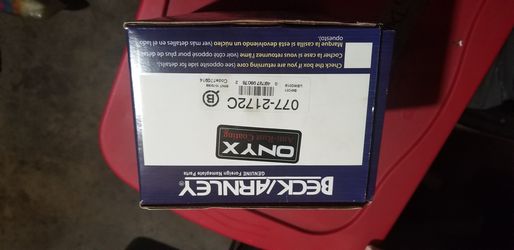 BECK/ARNLEY®
GENUINE Foreign Nameplate Parts
ONYX
Anti-Rust Coating
077-2172C
B
Check the box if you are returning core (see opposite side for details.
Cocher la case si vous retournez l'âme (voir côté opposé pour plus de détails.
Marque la casilla si está devolviendo un núcleo (ver más detalles en el lado
opuesto).